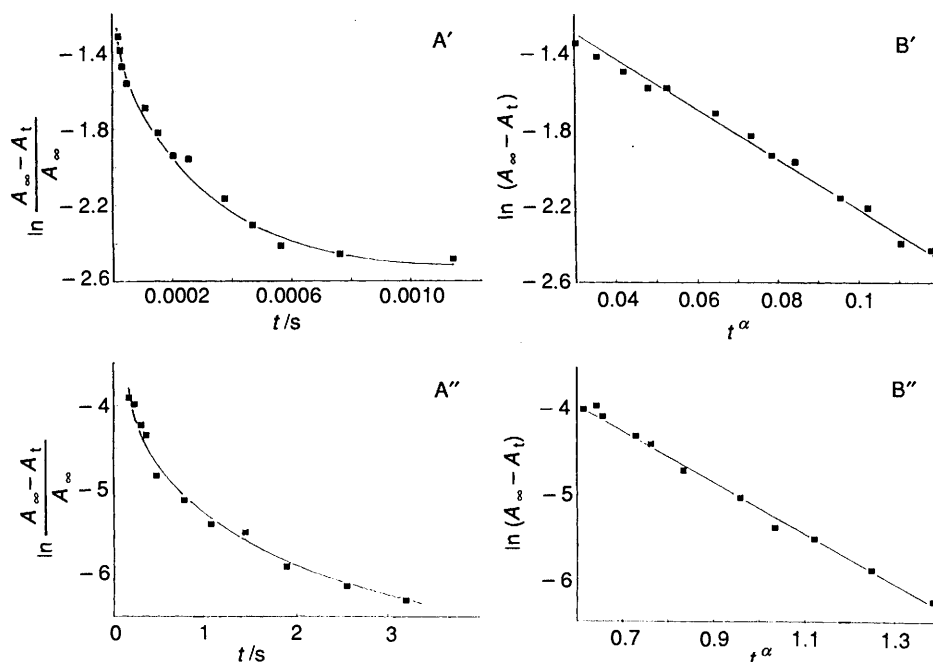 A′
ln (A∞ − At) / A∞
−1.4
−1.8
−2.2
−2.6
0.0002 0.0006 0.0010
t/s
B′
ln (A∞ − At)
−1.4
−1.8
−2.2
−2.6
0.04 0.06 0.08 0.1
t^α
A″
ln (A∞ − At) / A∞
−4
−5
−6
0 1 2 3
t/s
B″
ln (A∞ − At)
−4
−5
−6
0.7 0.9 1.1 1.3
t^α